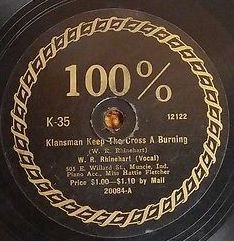 100%
K-35
12122
Klansman Keep The Cross A Burning
(W. R. Rhinehart)
W. R. Rhinehart (Vocal)
505 E. Willard St., Muncie, Ind.
Piano Acc., Miss Hattie Fletcher
Price $1.00—$1.10 by Mail
20084-A